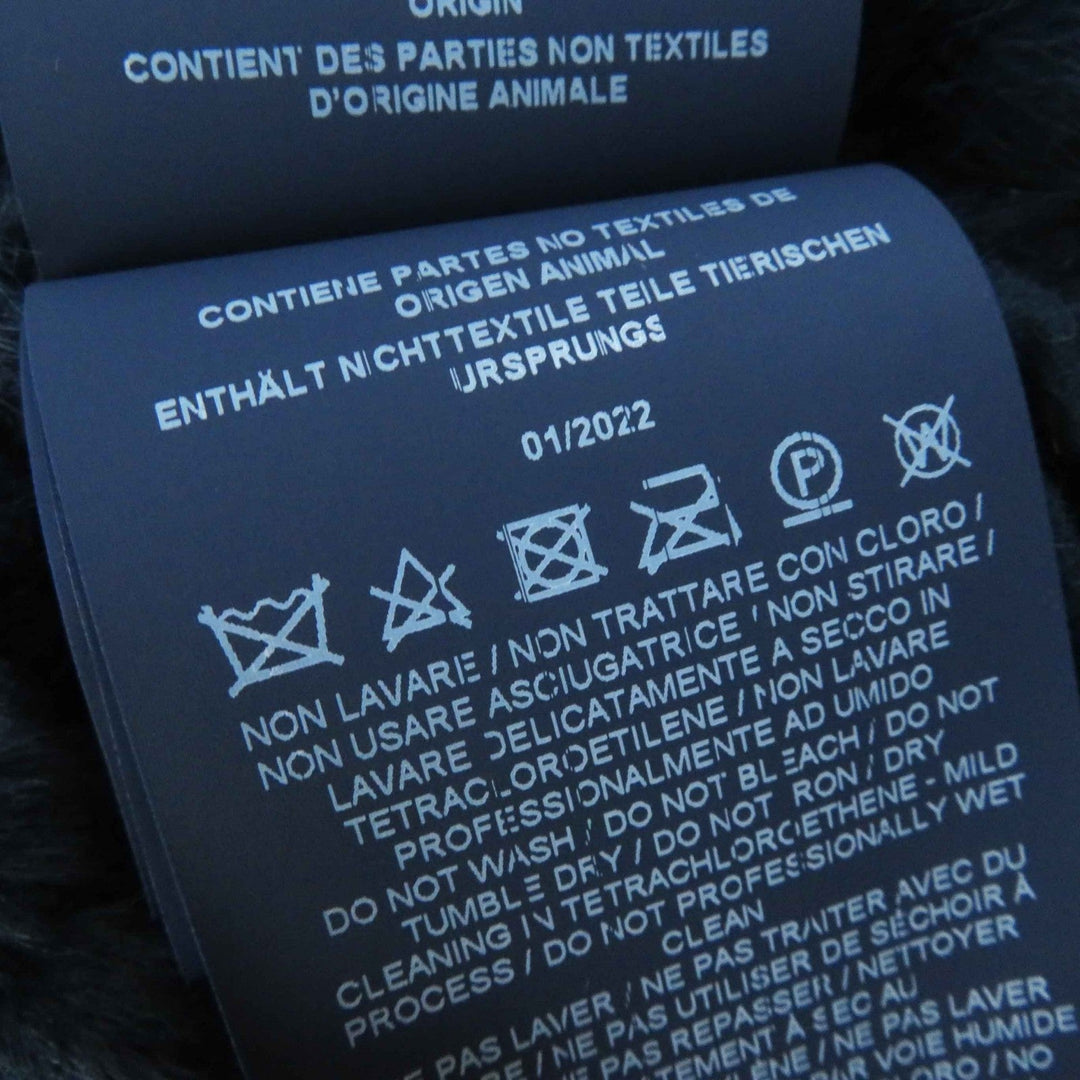 ORIGIN
CONTIENT DES PARTIES NON TEXTILES
D'ORIGINE ANIMALE
CONTIENE PARTES NO TEXTILES DE
ORIGEN ANIMAL
ENTHÄLT NICHTTEXTILE TEILE TIERISCHEN
URSPRUNGS
01/2022
P
W
NON LAVARE / NON TRATTARE CON CLORO /
NON USARE ASCIUGATRICE / NON STIRARE /
LAVARE DELICATAMENTE A SECCO IN
TETRACLOROETILENE / NON LAVARE
PROFESSIONALMENTE AD UMIDO
DO NOT WASH / DO NOT BLEACH / DO NOT
TUMBLE DRY / DO NOT IRON / DRY
CLEANING IN TETRACHLOROETHENE - MILD
PROCESS / DO NOT PROFESSIONALLY WET
CLEAN
PAS LAVER / NE PAS TRAITER AVEC DU
/ NE PAS UTILISER DE SÉCHOIR À
PAS REPASSER / NETTOYER
À SEC AU
/ NE PAS LAVER
PAR VOIE HUMIDE
CLORO / NO